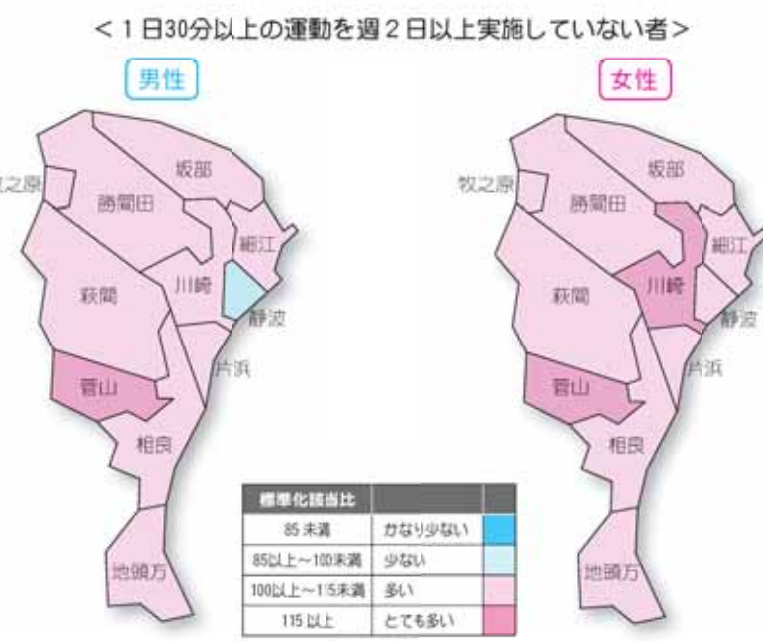 ＜１日30分以上の運動を週２日以上実施していない者＞
男性
坂部
之原
勝間田
細江
萩間
川崎
静波
片浜
菅山
相良
地頭方
女性
坂部
牧之原
勝間田
細江
萩間
川崎
静波
片浜
菅山
相良
地頭方
標準化該当比
85 未満 かなり少ない
85以上～100未満 少ない
100以上～115未満 多い
115 以上 とても多い